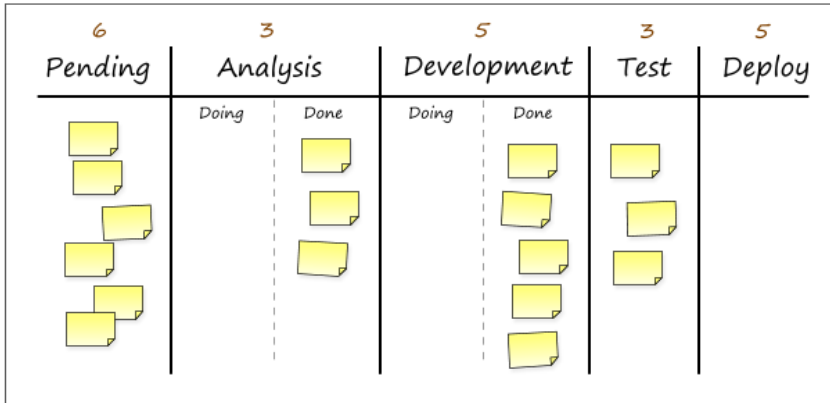 6 3 5 3 5
Pending Analysis Development Test Deploy
Doing Done Doing Done